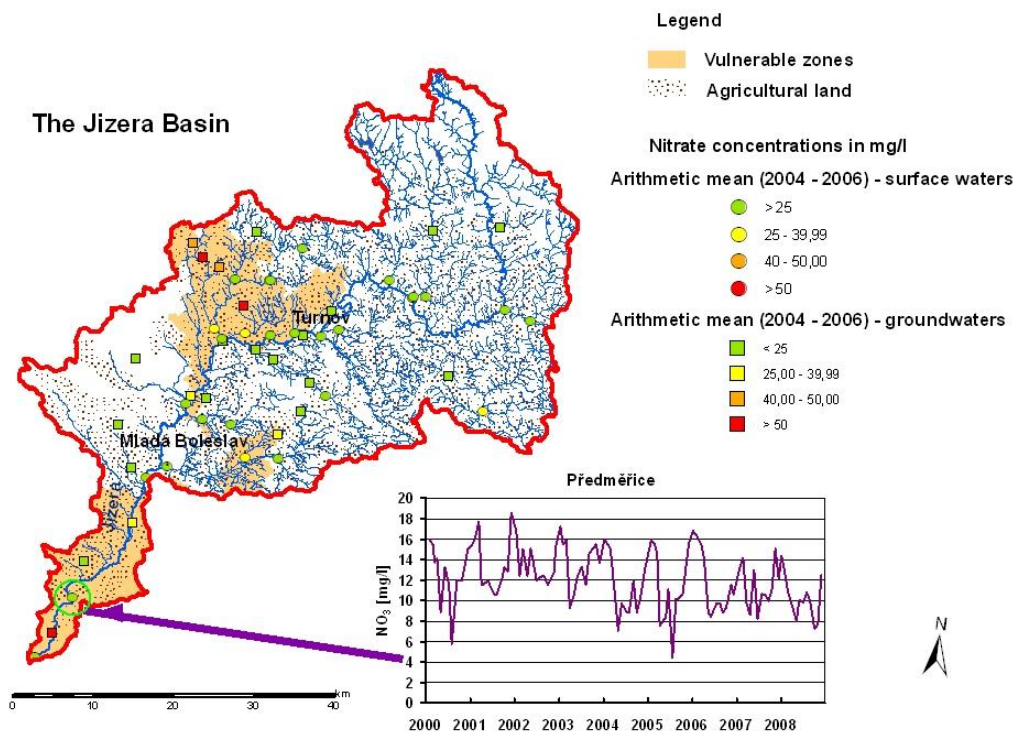 Legend
Vulnerable zones
Agricultural land
The Jizera Basin
Nitrate concentrations in mg/l
Arithmetic mean (2004 - 2006) - surface waters
>25
25 - 39,99
40 - 50,00
>50
Arithmetic mean (2004 - 2006) - groundwaters
< 25
25,00 - 39,99
40,00 - 50,00
> 50
Turnov
Mladá Boleslav
Jizera
Předměřice
NO3 [mg/l]
20
18
16
14
12
10
8
6
4
2
0
2000 2001 2002 2003 2004 2005 2006 2007 2008
N
km
0 10 20 30 40